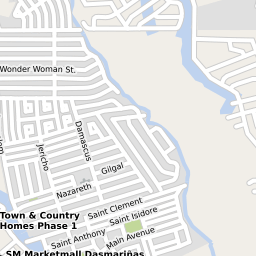 Wonder Woman St.
Damascus
Jericho
Gilgal
Nazareth
Saint Clement
Town & Country
Homes Phase 1
Saint Isidore
Saint Anthony
Main Avenue
SM Marketmall Dasmariñas